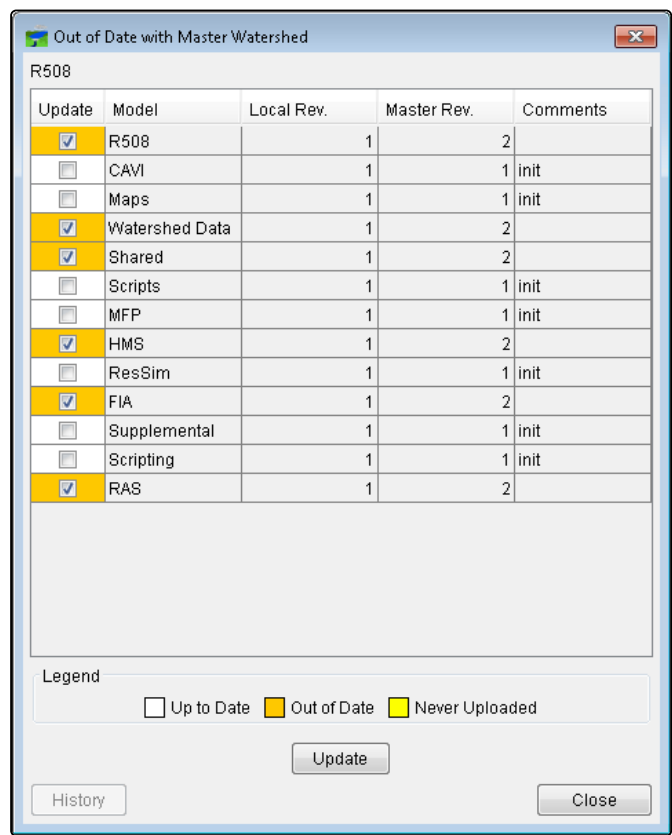 Out of Date with Master Watershed
R508
Update Model Local Rev. Master Rev. Comments
R508 1 2
CAVI 1 1 init
Maps 1 1 init
Watershed Data 1 2
Shared 1 2
Scripts 1 1 init
MFP 1 1 init
HMS 1 2
ResSim 1 1 init
FIA 1 2
Supplemental 1 1 init
Scripting 1 1 init
RAS 1 2
Legend
Up to Date Out of Date Never Uploaded
Update
History Close